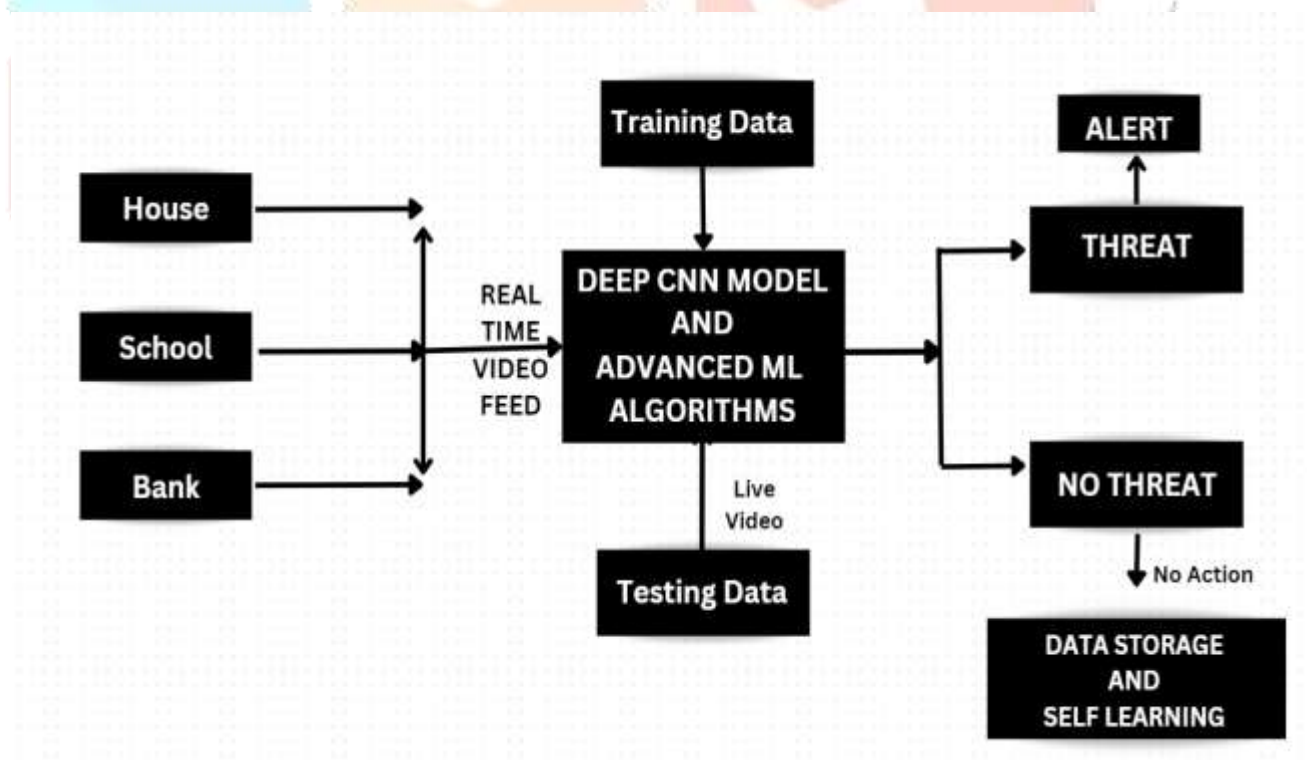 House
School
Bank
REAL
TIME
VIDEO
FEED
Training Data
DEEP CNN MODEL
AND
ADVANCED ML
ALGORITHMS
Live
Video
Testing Data
ALERT
THREAT
NO THREAT
No Action
DATA STORAGE
AND
SELF LEARNING